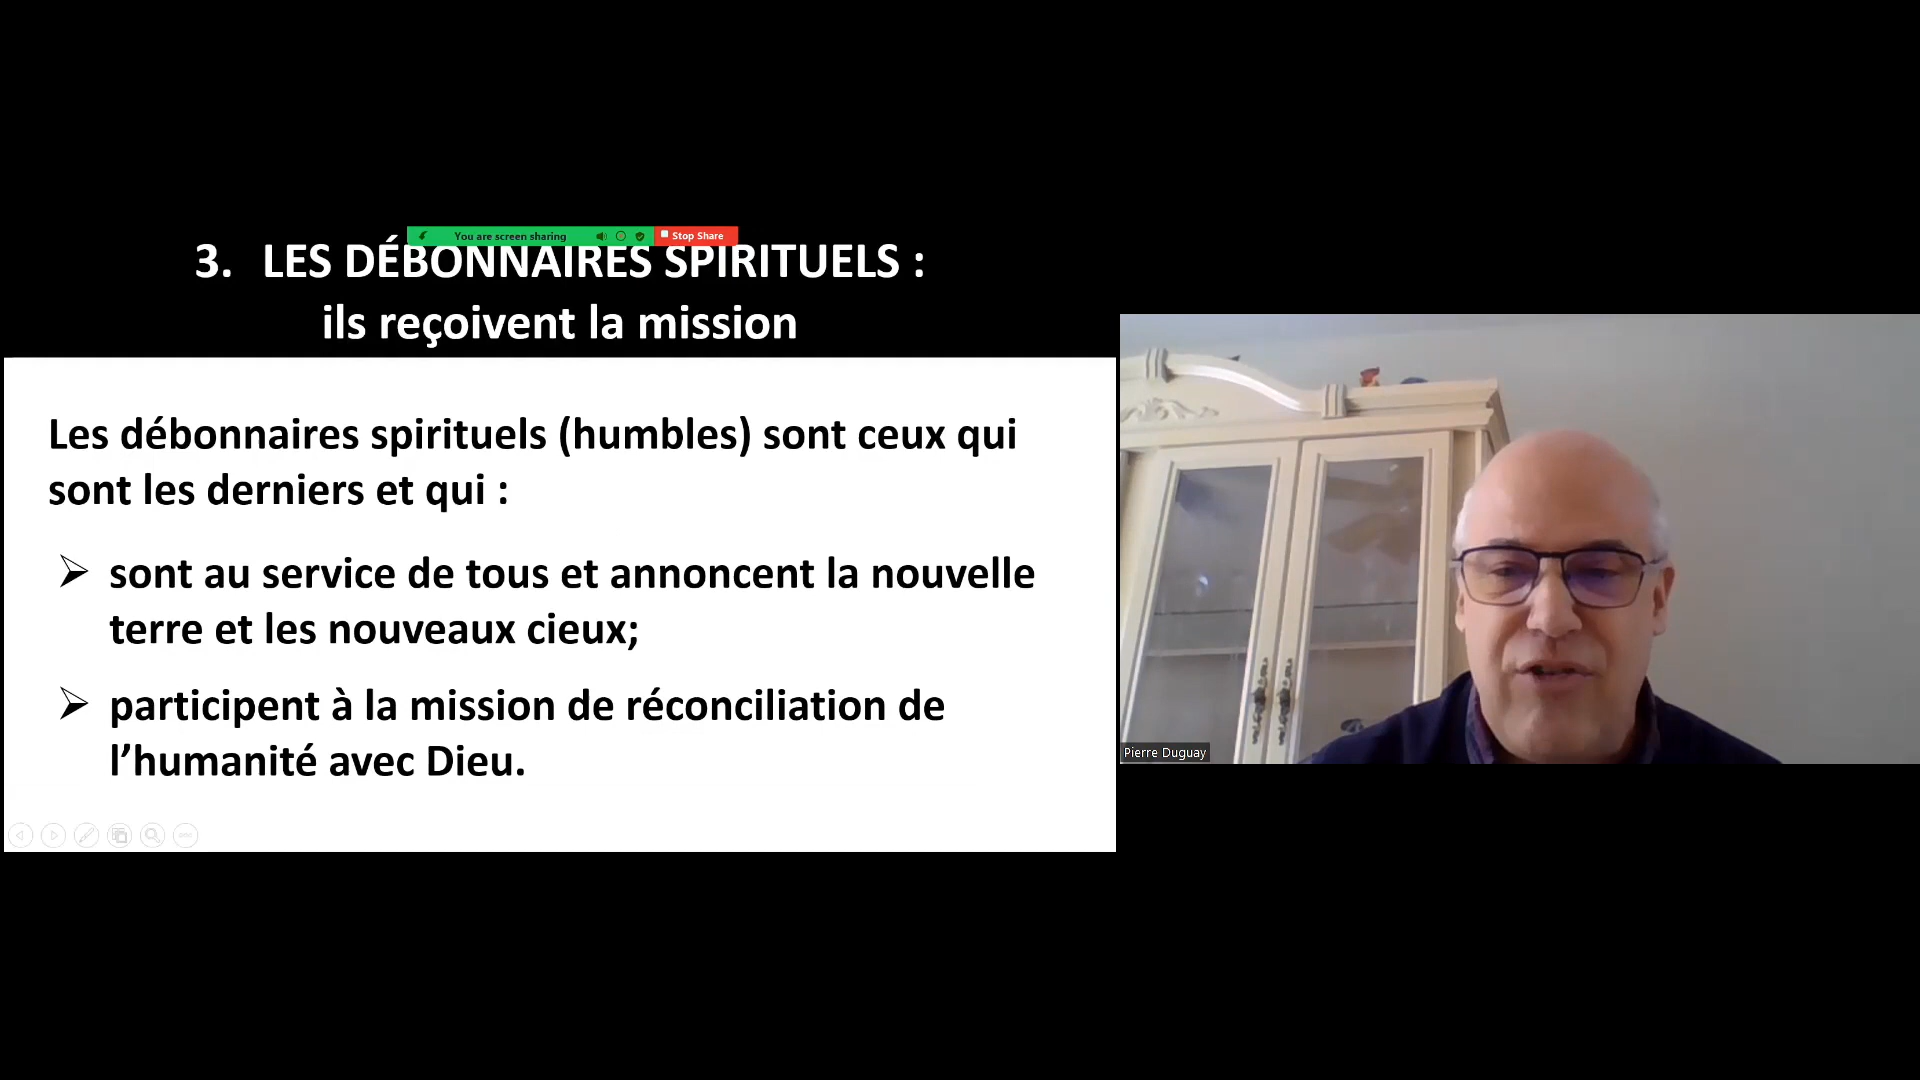 You are screen sharing
Stop Share
3. LES DÉBONNAIRES SPIRITUELS :
ils reçoivent la mission
Les débonnaires spirituels (humbles) sont ceux qui
sont les derniers et qui :
➢ sont au service de tous et annoncent la nouvelle
terre et les nouveaux cieux;
➢ participent à la mission de réconciliation de
l’humanité avec Dieu.
Pierre Duguay